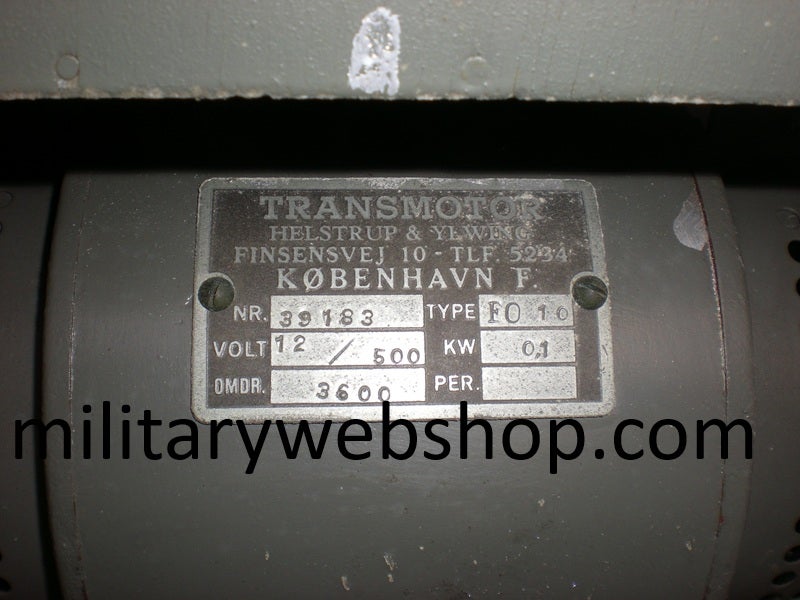 TRANSMOTOR
HELSTRUP & YLWING
FINSENSVEJ 10 - TLF. 5234
KØBENHAVN F.
NR. 39183 TYPE FO 10
VOLT 12 / 500 KW 0,1
OMDR. 3600 PER.
militarywebshop.com